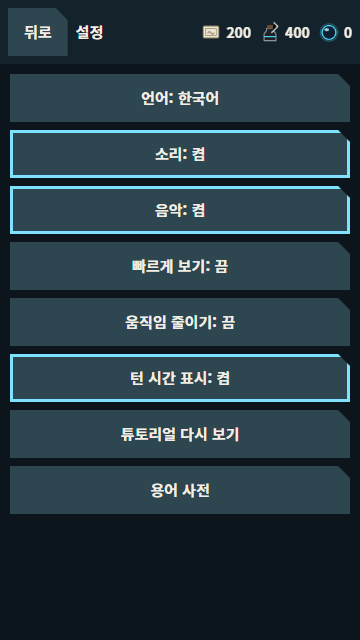 뒤로 설정 200 400 0
언어: 한국어
소리: 켬
음악: 켬
빠르게 보기: 끔
움직임 줄이기: 끔
턴 시간 표시: 켬
튜토리얼 다시 보기
용어 사전